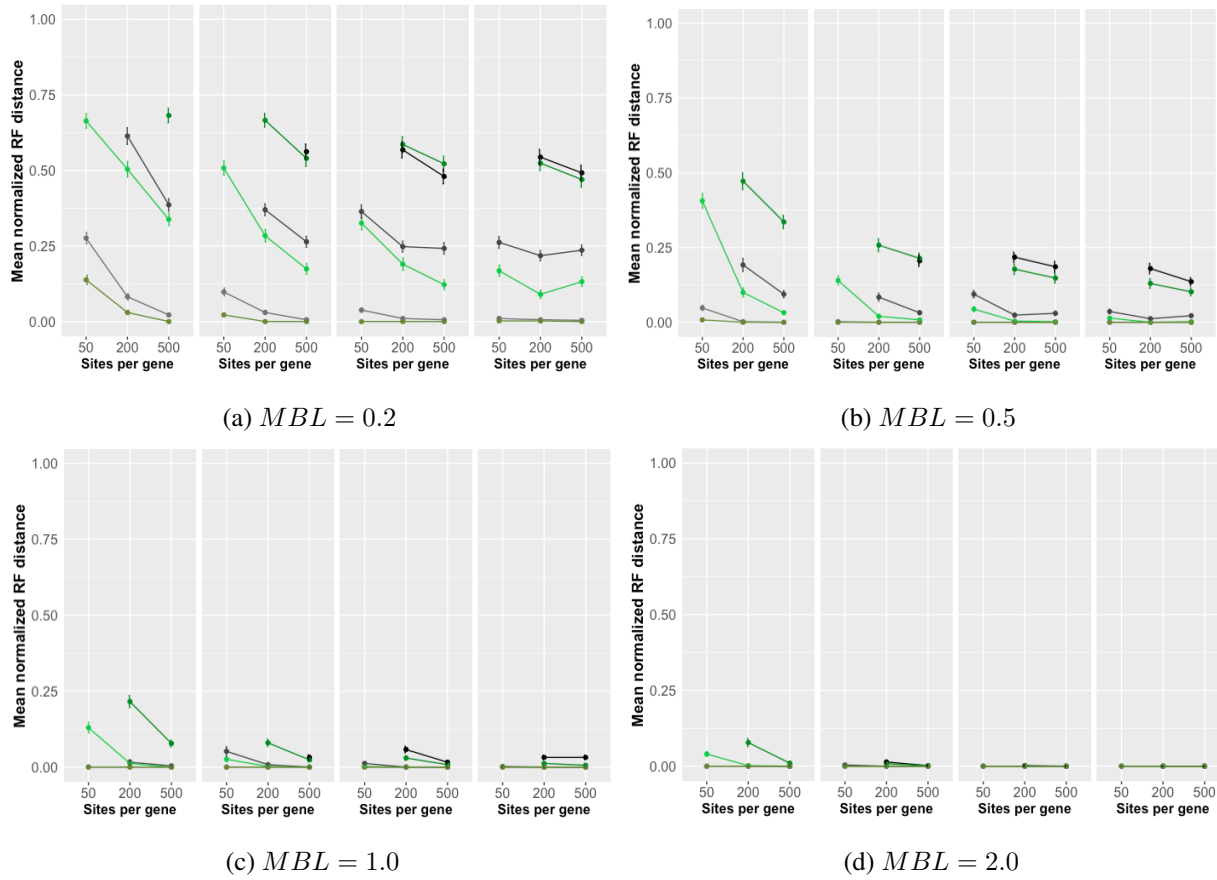 Mean normalized RF distance
1.00
0.75
0.50
0.25
0.00
50 200 500 50 200 500 50 200 500 50 200 500
Sites per gene Sites per gene Sites per gene Sites per gene
(a) MBL = 0.2
Mean normalized RF distance
1.00
0.75
0.50
0.25
0.00
50 200 500 50 200 500 50 200 500 50 200 500
Sites per gene Sites per gene Sites per gene Sites per gene
(b) MBL = 0.5
Mean normalized RF distance
1.00
0.75
0.50
0.25
0.00
50 200 500 50 200 500 50 200 500 50 200 500
Sites per gene Sites per gene Sites per gene Sites per gene
(c) MBL = 1.0
Mean normalized RF distance
1.00
0.75
0.50
0.25
0.00
50 200 500 50 200 500 50 200 500 50 200 500
Sites per gene Sites per gene Sites per gene Sites per gene
(d) MBL = 2.0